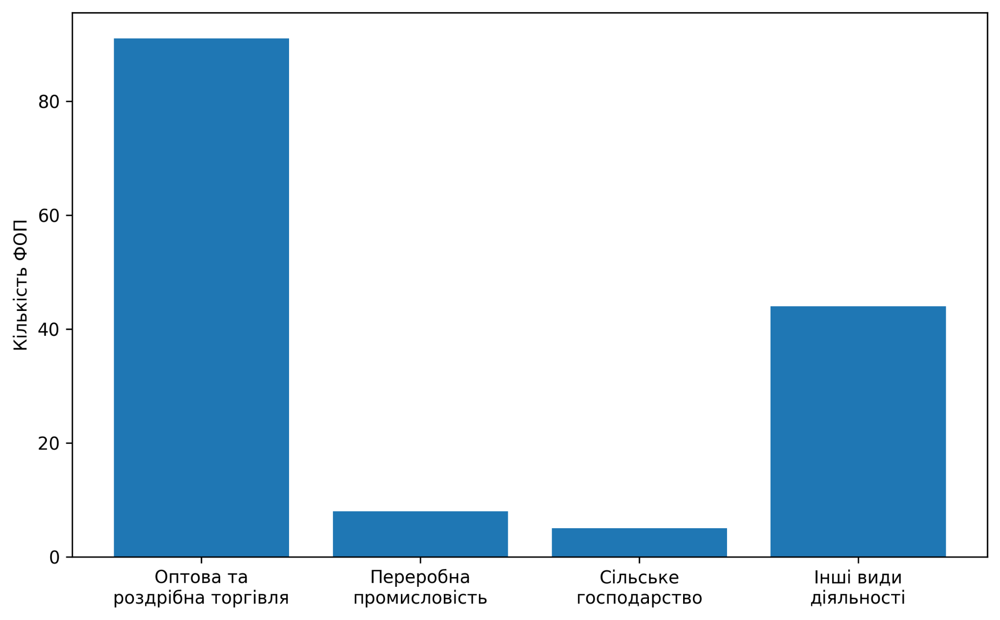 Кількість ФОП
80
60
40
20
0
Оптова та
роздрібна торгівля
Переробна
промисловість
Сільське
господарство
Інші види
діяльності